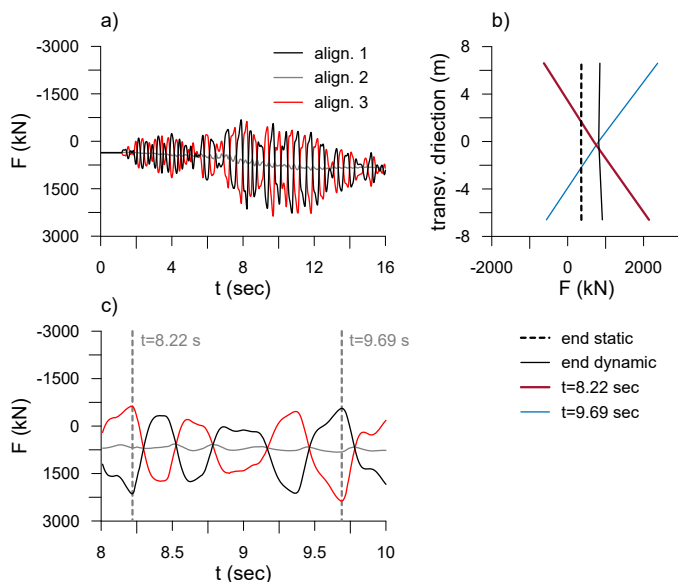 a)
-3000
-1500
0
1500
3000
F (kN)
0
4
8
12
16
t (sec)
align. 1
align. 2
align. 3
b)
8
4
0
-4
-8
transv. driection (m)
-2000
0
2000
F (kN)
c)
-3000
-1500
0
1500
3000
F (kN)
t=8.22 s
t=9.69 s
8
8.5
9
9.5
10
t (sec)
end static
end dynamic
t=8.22 sec
t=9.69 sec